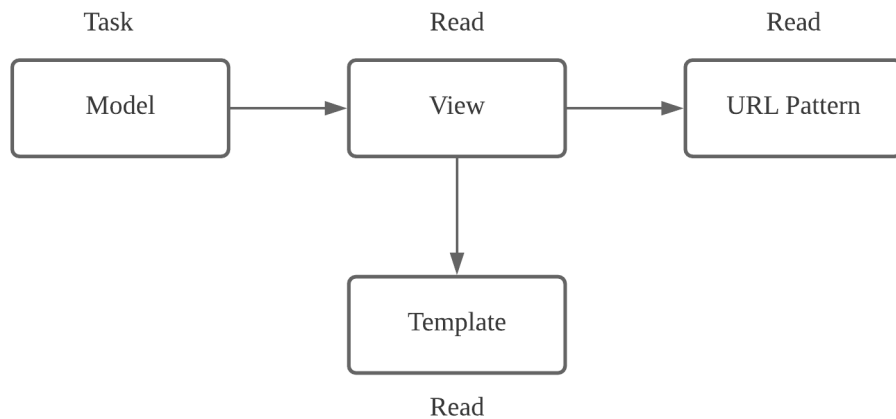 Task
Read
Read
Model
View
URL Pattern
Template
Read